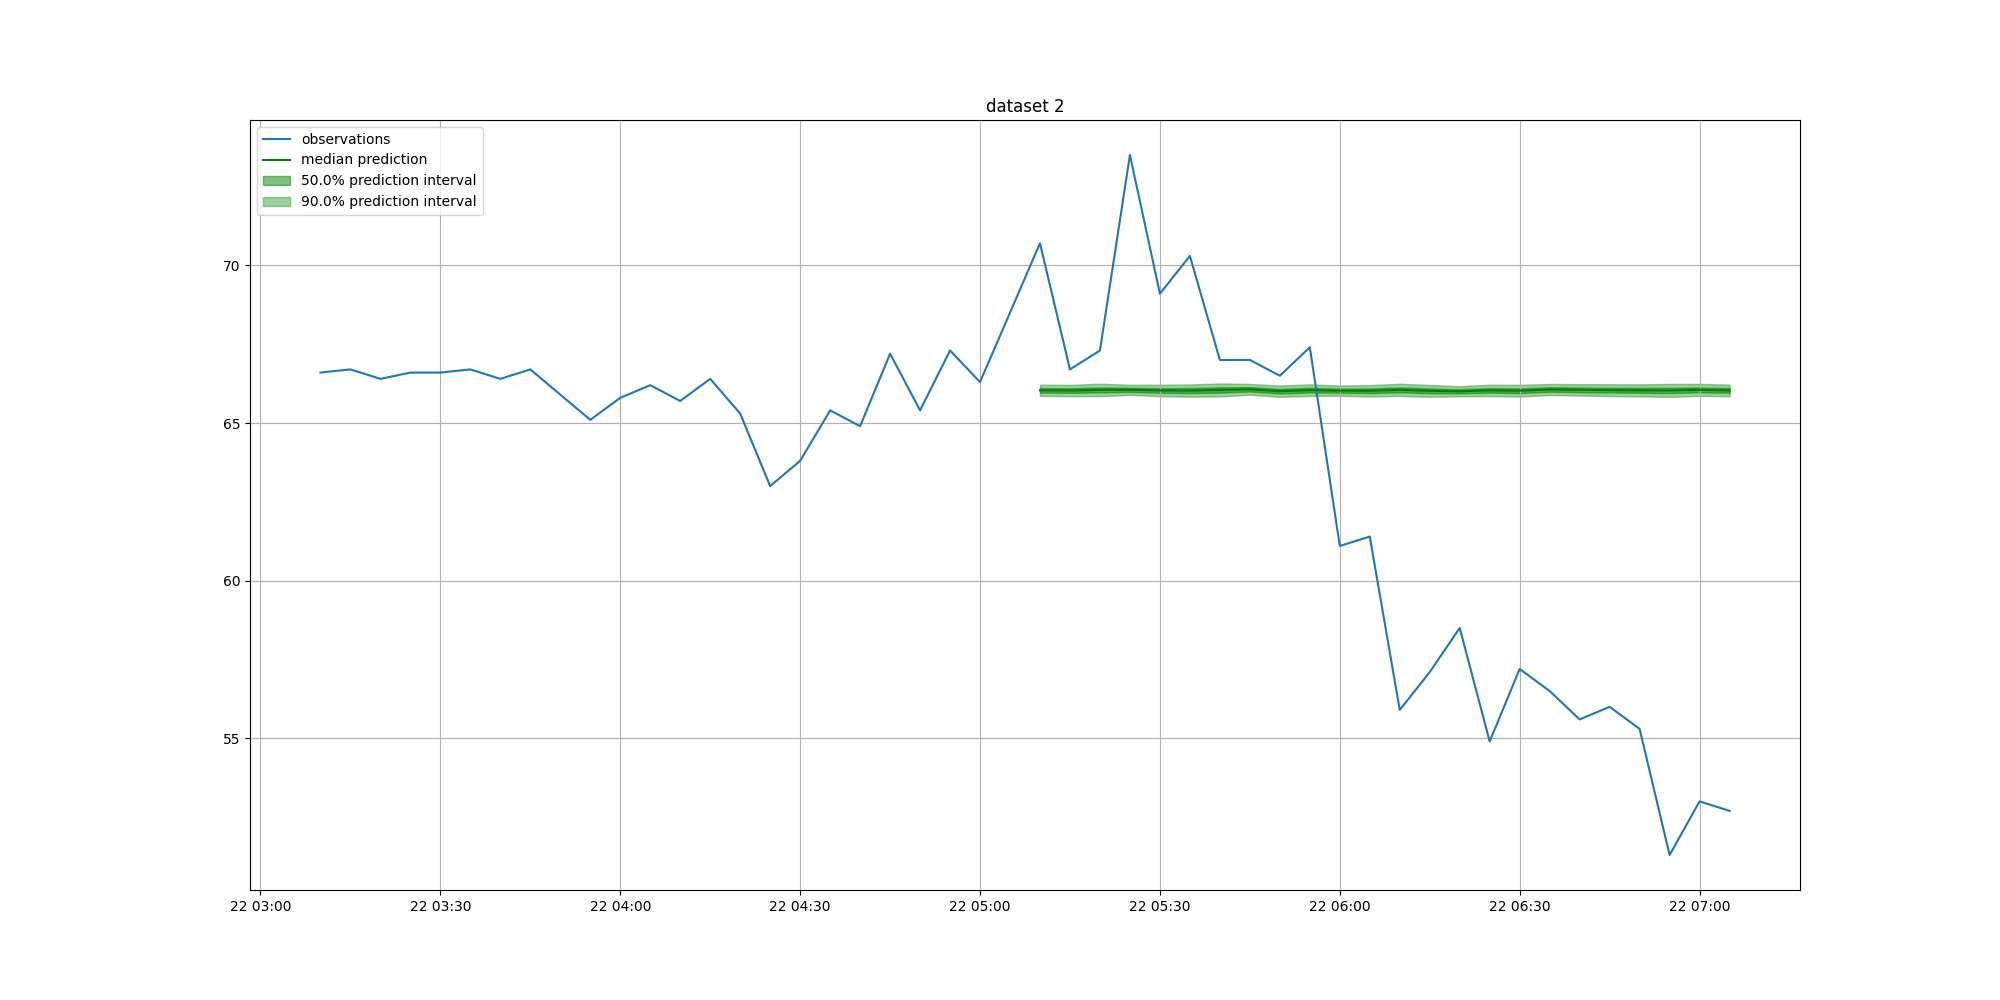 dataset 2
observations
median prediction
50.0% prediction interval
90.0% prediction interval
70
65
60
55
22 03:00 22 03:30 22 04:00 22 04:30 22 05:00 22 05:30 22 06:00 22 06:30 22 07:00